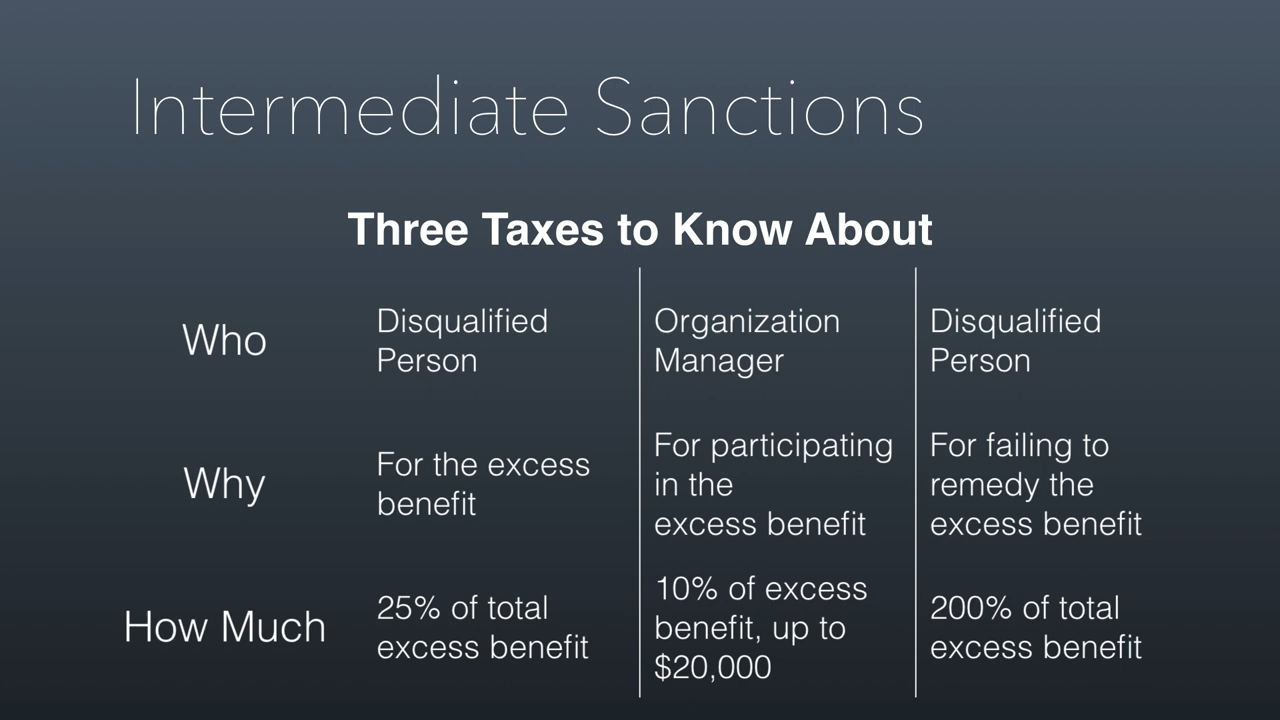 Intermediate Sanctions
Three Taxes to Know About
Who
Disqualified
Person
Organization
Manager
Disqualified
Person
Why
For the excess
benefit
For participating
in the
excess benefit
For failing to
remedy the
excess benefit
How Much
25% of total
excess benefit
10% of excess
benefit, up to
$20,000
200% of total
excess benefit